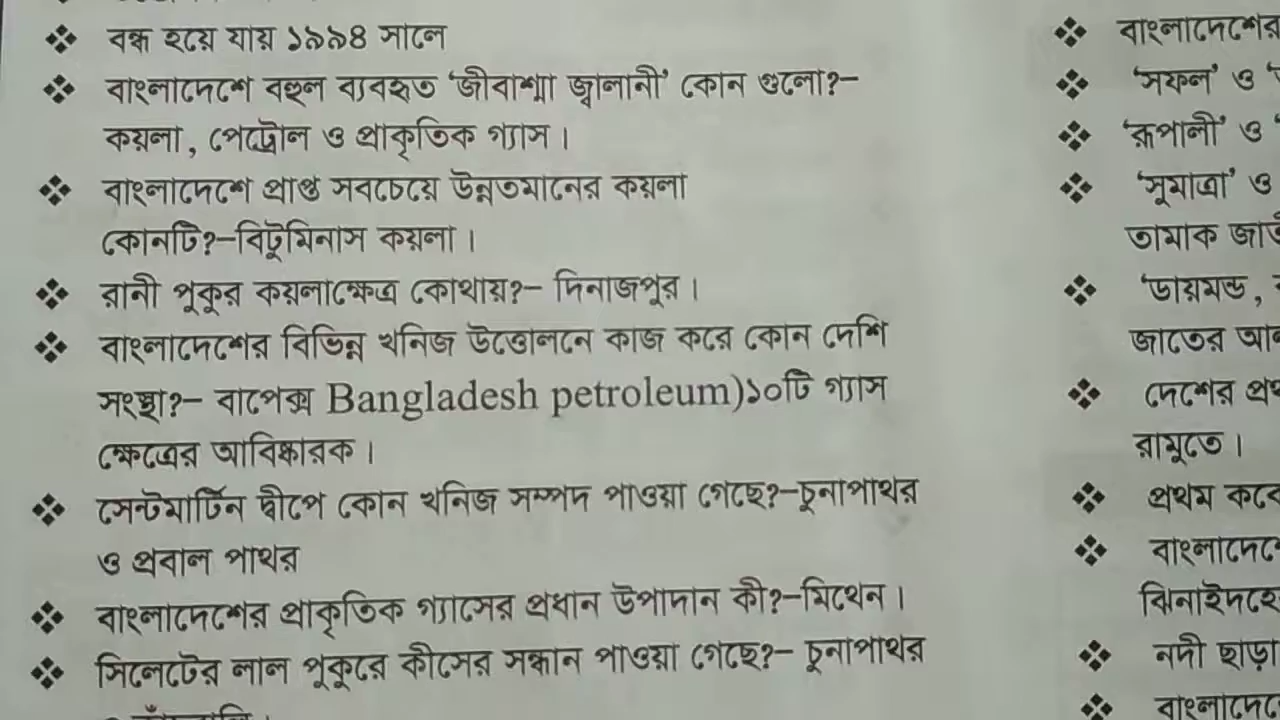 ❖ বন্ধ হয়ে যায় ১৯৯৪ সালে
❖ বাংলাদেশে বহুল ব্যবহৃত ‘জীবাশ্মা জ্বালানী’ কোন গুলো?–
কয়লা, পেট্রোল ও প্রাকৃতিক গ্যাস।
❖ বাংলাদেশে প্রাপ্ত সবচেয়ে উন্নতমানের কয়লা
কোনটি?–বিটুমিনাস কয়লা।
❖ রানী পুকুর কয়লাক্ষেত্র কোথায়?– দিনাজপুর।
❖ বাংলাদেশের বিভিন্ন খনিজ উত্তোলনে কাজ করে কোন দেশি
সংস্থা?– বাপেক্স Bangladesh petroleum)১০টি গ্যাস
ক্ষেত্রের আবিষ্কারক।
❖ সেন্টমার্টিন দ্বীপে কোন খনিজ সম্পদ পাওয়া গেছে?–চুনাপাথর
ও প্রবাল পাথর
❖ বাংলাদেশের প্রাকৃতিক গ্যাসের প্রধান উপাদান কী?–মিথেন।
❖ সিলেটের লাল পুকুরে কীসের সন্ধান পাওয়া গেছে?– চুনাপাথর
❖ বাংলাদেশের
❖ ‘সফল’ ও
❖ ‘রূপালী’ ও
❖ ‘সুমাত্রা’ ও
তামাক
❖ ‘ডায়মন্ড,
জাতের
❖ দেশের
রামুতে।
❖ প্রথম
❖
❖ নদী ছাড়া
❖